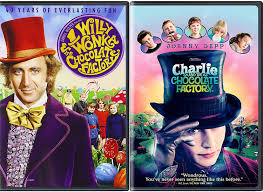 40 YEARS OF EVERLASTING FUN
WILLY
WONKA
& THE
CHOCOLATE
FACTORY
JOHNNY DEPP
Charlie
AND THE
CHOCOLATE
FACTORY
"Wondrous.
You've never seen anything like this before."